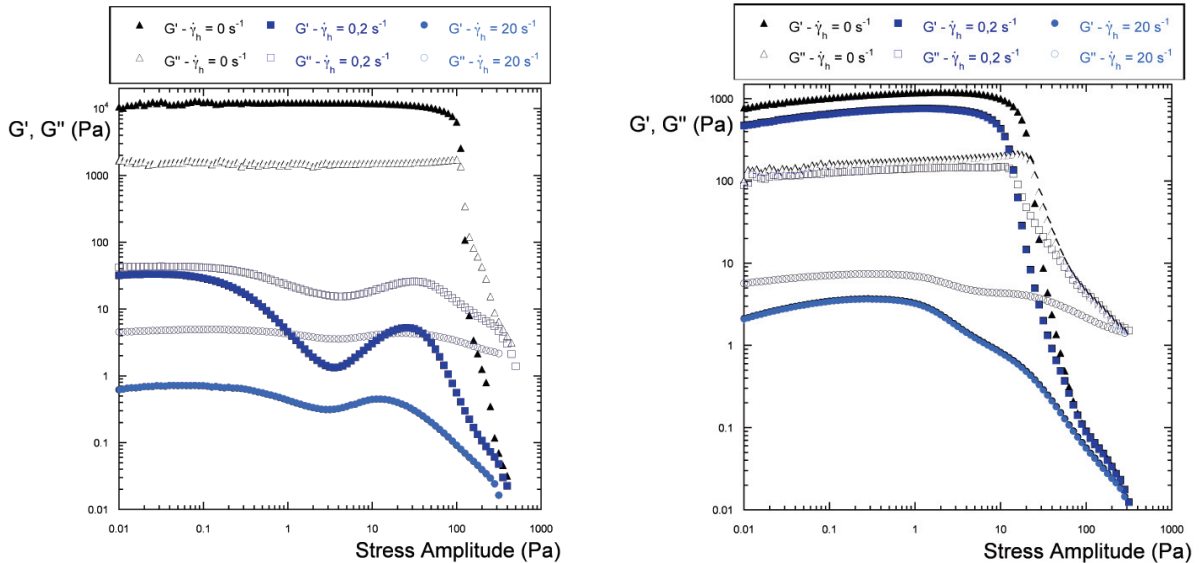 ▲ G' - γ̇h = 0 s-1 ■ G' - γ̇h = 0,2 s-1 ● G' - γ̇h = 20 s-1
△ G'' - γ̇h = 0 s-1 □ G'' - γ̇h = 0,2 s-1 ○ G'' - γ̇h = 20 s-1
10^4
G', G'' (Pa)
1000
100
10
1
0.1
0.01
0.01 0.1 1 10 100 1000
Stress Amplitude (Pa)
▲ G' - γ̇h = 0 s-1 ■ G' - γ̇h = 0,2 s-1 ● G' - γ̇h = 20 s-1
△ G'' - γ̇h = 0 s-1 □ G'' - γ̇h = 0,2 s-1 ○ G'' - γ̇h = 20 s-1
1000
G', G'' (Pa)
100
10
1
0.1
0.01
0.01 0.1 1 10 100 1000
Stress Amplitude (Pa)